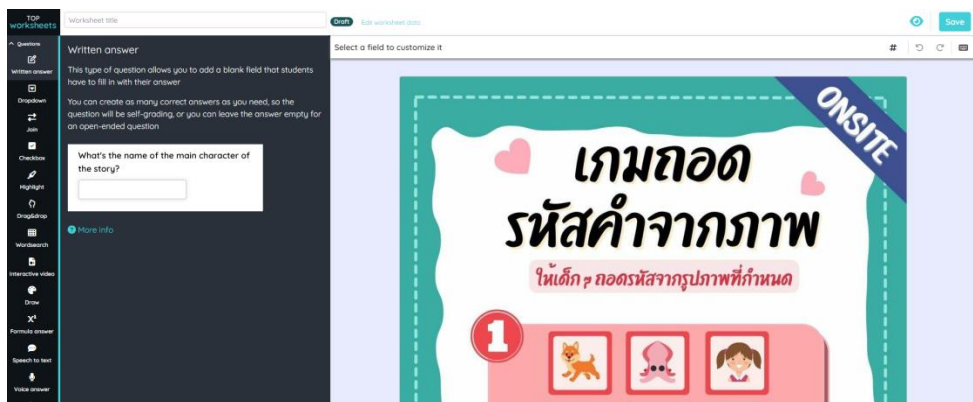 TOP
worksheets
Worksheet title
Draft
Edit worksheet data
Save
Questions
Written answer
Dropdown
Join
Checkbox
Highlight
Drag&drop
Wordsearch
Interactive video
Draw
X²
Formula answer
Speech to text
Voice answer
Written answer
This type of question allows you to add a blank field that students
have to fill in with their answer
You can create as many correct answers as you need, so the
question will be self-grading, or you can leave the answer empty for
an open-ended question
What's the name of the main character of
the story?
More info
Select a field to customize it
#
ONSITE
เกมถอด
รหัสคำจากภาพ
ให้เด็ก ๆ ถอดรหัสจากรูปภาพที่กำหนด
1